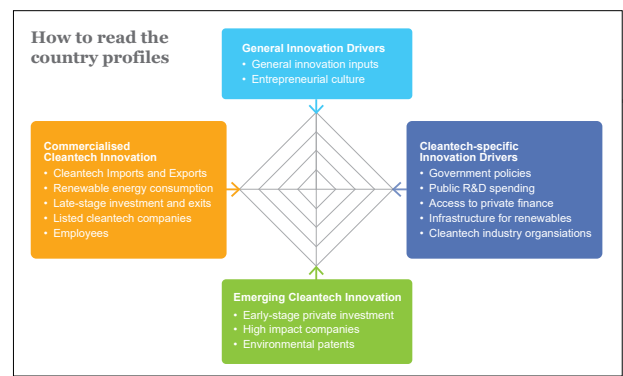 How to read the
country profiles
General Innovation Drivers
• General innovation inputs
• Entrepreneurial culture
Commercialised
Cleantech Innovation
• Cleantech Imports and Exports
• Renewable energy consumption
• Late-stage investment and exits
• Listed cleantech companies
• Employees
Cleantech-specific
Innovation Drivers
• Government policies
• Public R&D spending
• Access to private finance
• Infrastructure for renewables
• Cleantech industry organsiations
Emerging Cleantech Innovation
• Early-stage private investment
• High impact companies
• Environmental patents